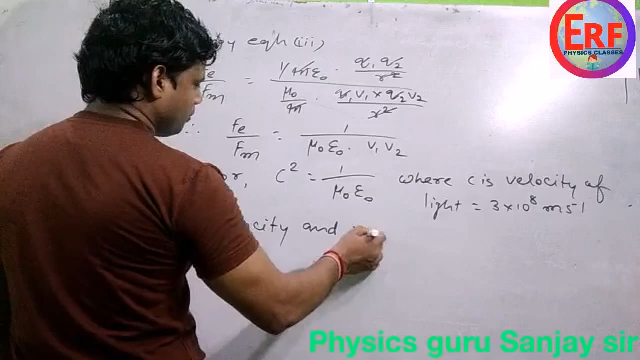 by eqn (iii)
Fe/Fm = (1/4πε₀ · q₁q₂/r²) / (μ₀/4π · q₁v₁×q₂v₂/r²)
∴ Fe/Fm = 1/(μ₀ε₀ · v₁v₂)
or, C² = 1/(μ₀ε₀) where c is velocity of
light = 3×10⁸ ms⁻¹
city and
ERF
PHYSICS CLASSES
Physics guru Sanjay sir